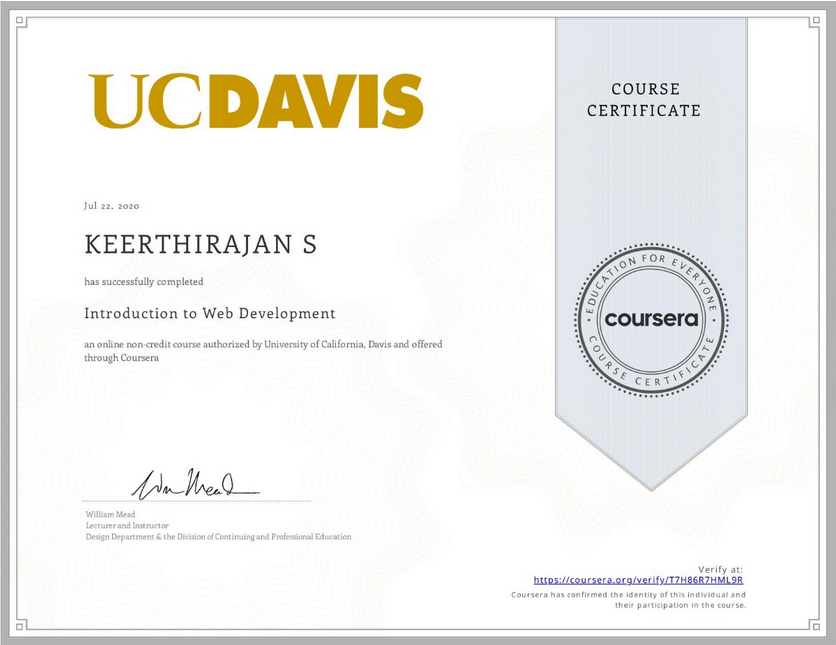 UCDAVIS
COURSE
CERTIFICATE
Jul 22, 2020
KEERTHIRAJAN S
has successfully completed
Introduction to Web Development
an online non-credit course authorized by University of California, Davis and offered
through Coursera
EDUCATION FOR EVERYONE
coursera
COURSE CERTIFICATE
William Mead
Lecturer and Instructor
Design Department & the Division of Continuing and Professional Education
Verify at:
https://coursera.org/verify/T7H86R7HML9R
Coursera has confirmed the identity of this individual and
their participation in the course.